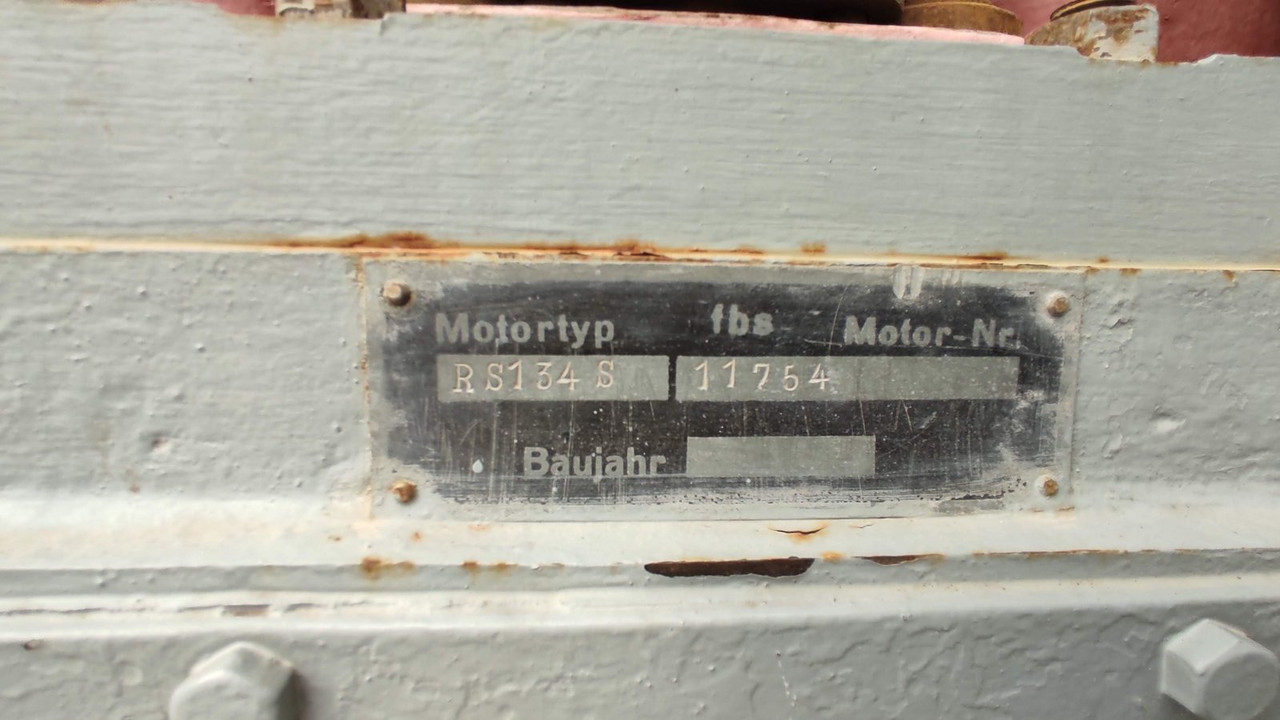 Motortyp fbs Motor-Nr.
RS134 S 11754
Baujahr